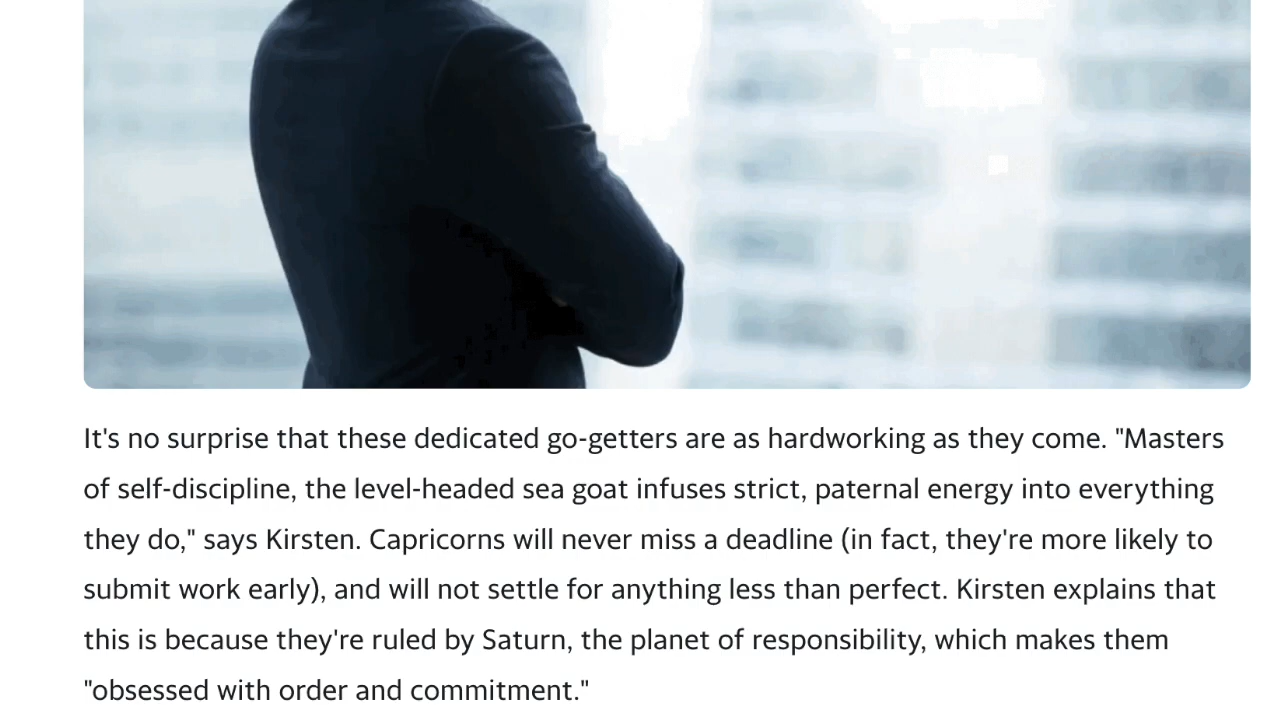 It's no surprise that these dedicated go-getters are as hardworking as they come. "Masters
of self-discipline, the level-headed sea goat infuses strict, paternal energy into everything
they do," says Kirsten. Capricorns will never miss a deadline (in fact, they're more likely to
submit work early), and will not settle for anything less than perfect. Kirsten explains that
this is because they're ruled by Saturn, the planet of responsibility, which makes them
"obsessed with order and commitment."